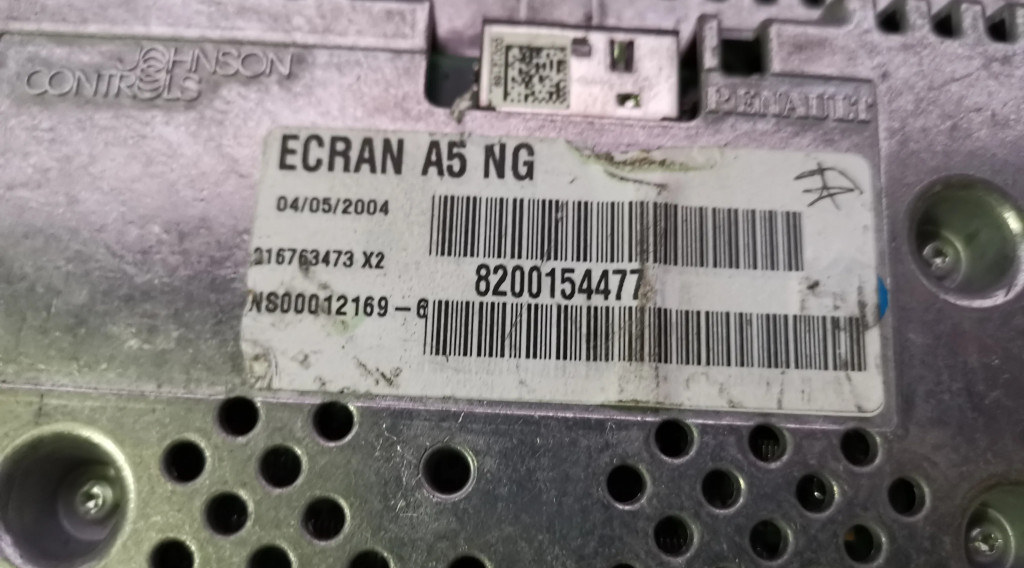 JOHNSON
CONTROLS
RENAULT
ECRAN A5 NG
04/05/2004
216763473 X2
8200154477
NS00012169-6